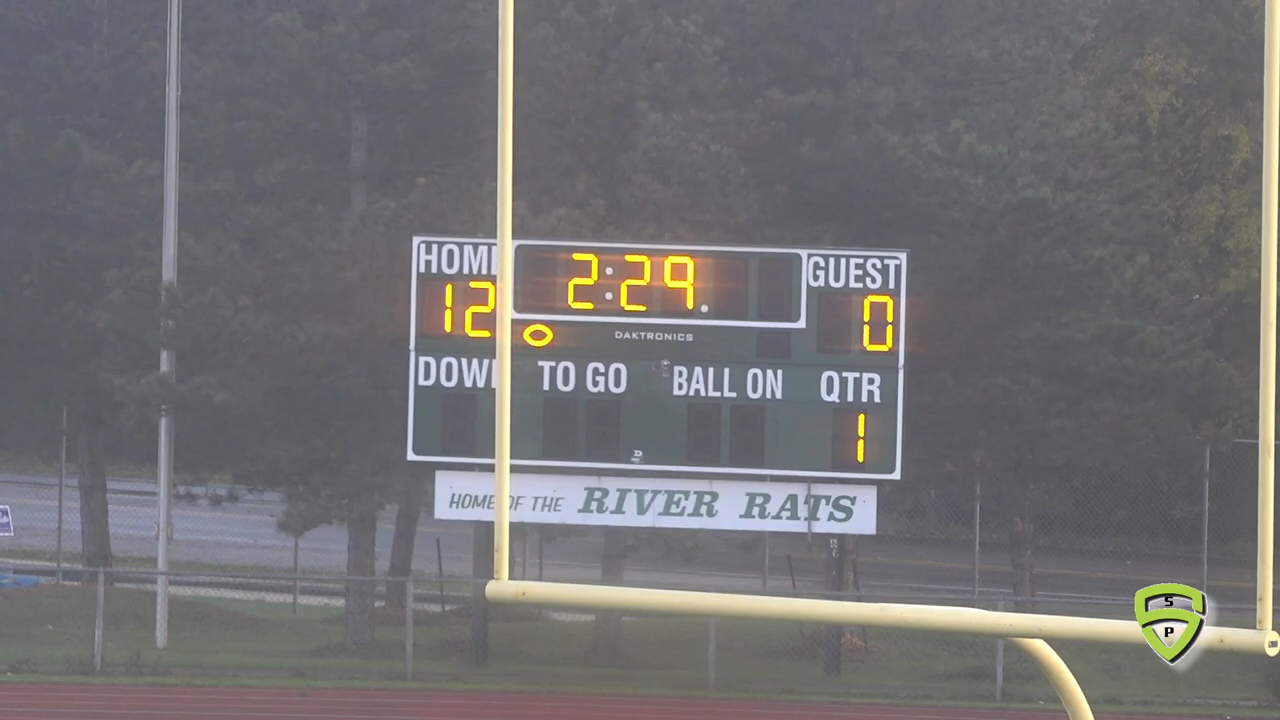 HOME 2:29. GUEST
12 0
DAKTRONICS
DOWN TO GO BALL ON QTR
1
HOME OF THE RIVER RATS
S
P